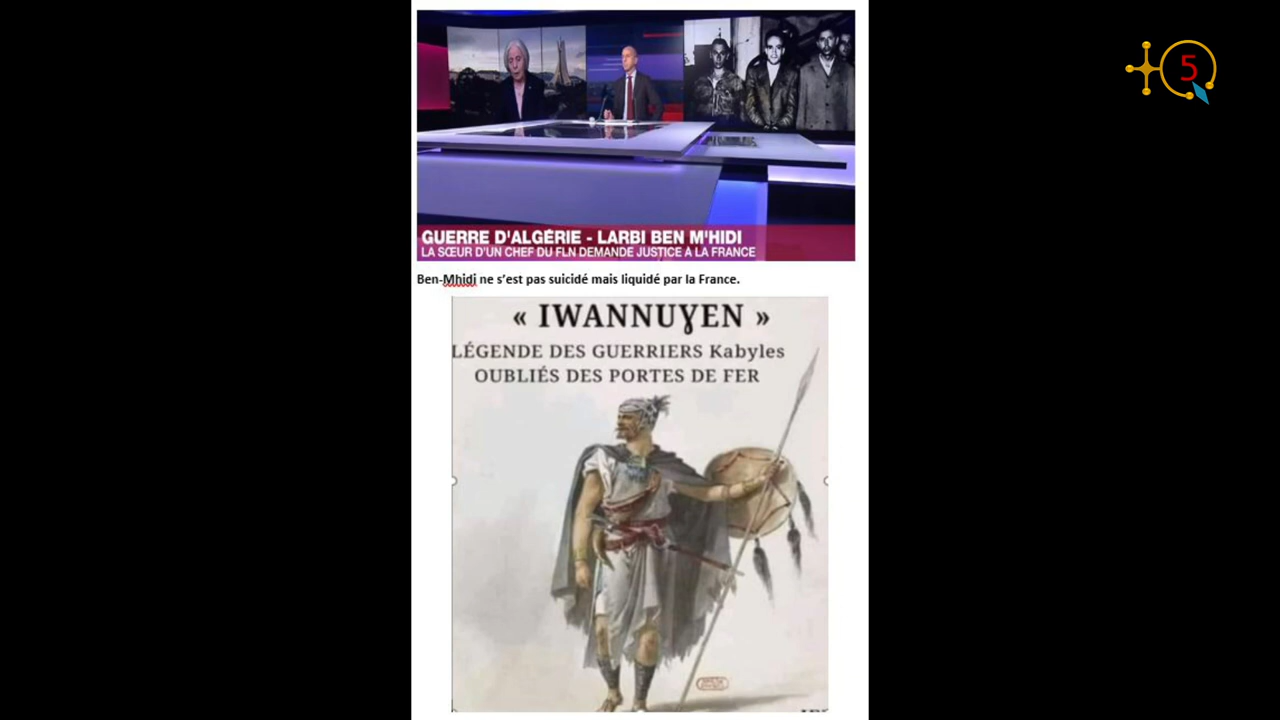 5
GUERRE D'ALGÉRIE - LARBI BEN M'HIDI
LA SŒUR D'UN CHEF DU FLN DEMANDE JUSTICE À LA FRANCE
Ben-Mhidi ne s'est pas suicidé mais liquidé par la France.
« IWANNUƔEN »
LÉGENDE DES GUERRIERS Kabyles
OUBLIÉS DES PORTES DE FER